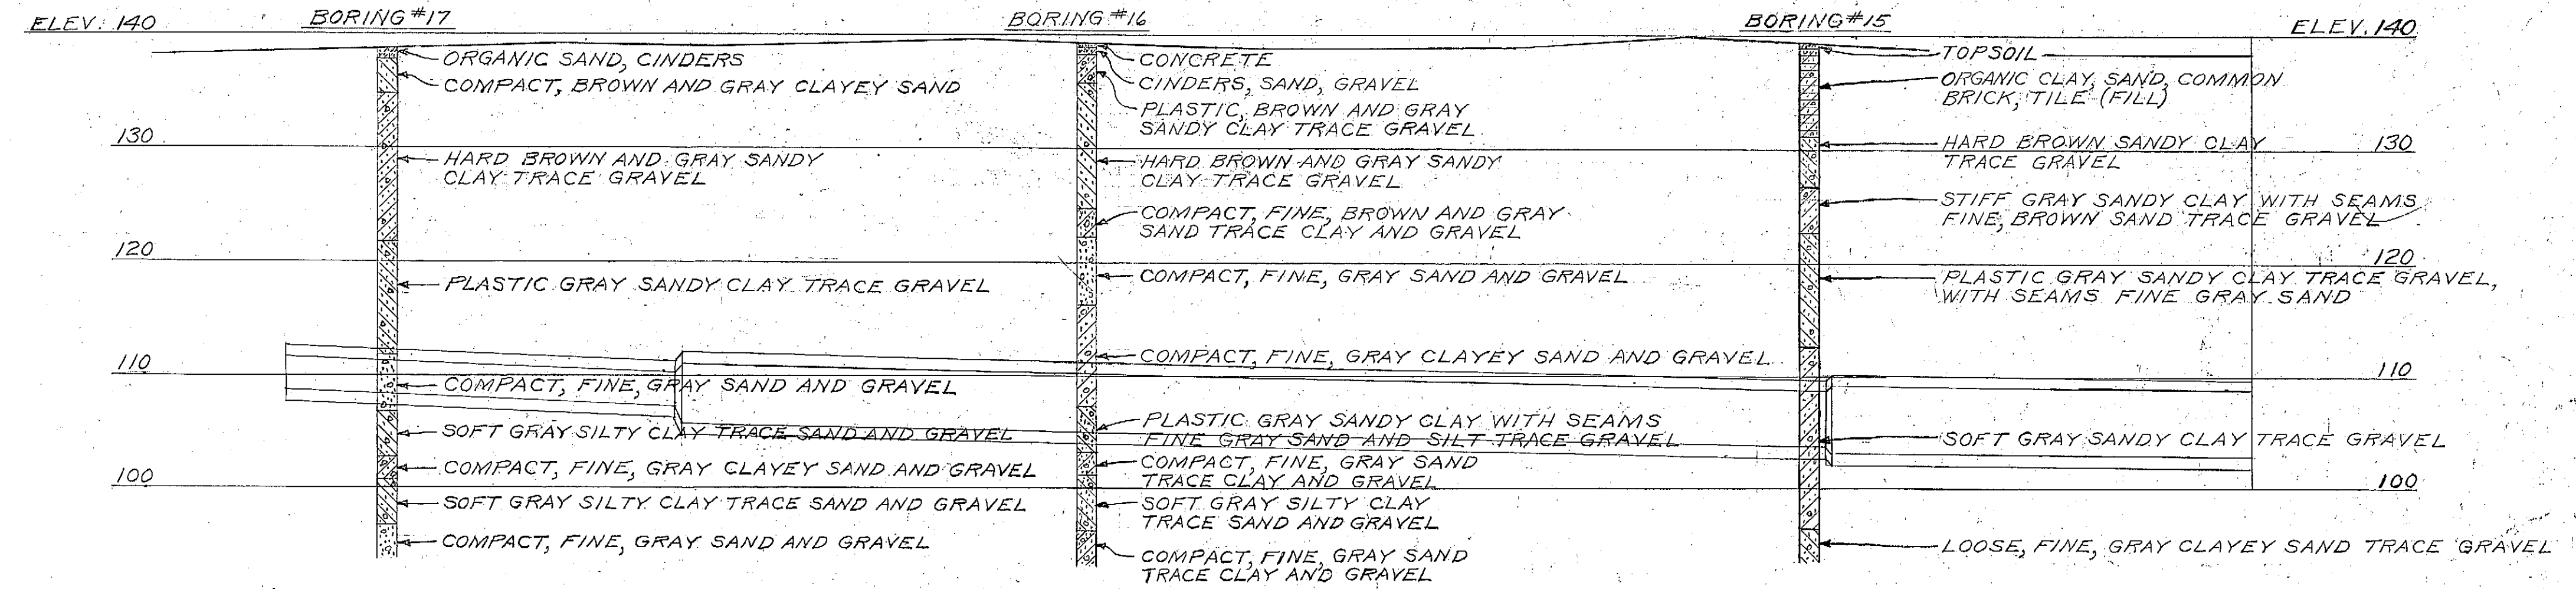 ELEV. 140
BORING #17
BORING #16
BORING #15
ELEV. 140
ORGANIC SAND, CINDERS
COMPACT, BROWN AND GRAY CLAYEY SAND
HARD BROWN AND GRAY SANDY
CLAY TRACE GRAVEL
PLASTIC GRAY SANDY CLAY TRACE GRAVEL
COMPACT, FINE, GRAY SAND AND GRAVEL
SOFT GRAY SILTY CLAY TRACE SAND AND GRAVEL
COMPACT, FINE, GRAY CLAYEY SAND AND GRAVEL
SOFT GRAY SILTY CLAY TRACE SAND AND GRAVEL
COMPACT, FINE, GRAY SAND AND GRAVEL
130
120
110
100
CONCRETE
CINDERS, SAND, GRAVEL
PLASTIC, BROWN AND GRAY
SANDY CLAY TRACE GRAVEL
HARD BROWN AND GRAY SANDY
CLAY TRACE GRAVEL
COMPACT, FINE, BROWN AND GRAY
SAND TRACE CLAY AND GRAVEL
COMPACT, FINE, GRAY SAND AND GRAVEL
COMPACT, FINE, GRAY CLAYEY SAND AND GRAVEL
PLASTIC GRAY SANDY CLAY WITH SEAMS
FINE GRAY SAND AND SILT TRACE GRAVEL
COMPACT, FINE, GRAY SAND
TRACE CLAY AND GRAVEL
SOFT GRAY SILTY CLAY
TRACE SAND AND GRAVEL
COMPACT, FINE, GRAY SAND
TRACE CLAY AND GRAVEL
TOPSOIL
ORGANIC CLAY, SAND, COMMON
BRICK, TILE (FILL)
HARD BROWN SANDY CLAY
TRACE GRAVEL
STIFF GRAY SANDY CLAY WITH SEAMS
FINE, BROWN SAND TRACE GRAVEL
PLASTIC GRAY SANDY CLAY TRACE GRAVEL,
WITH SEAMS FINE GRAY SAND
SOFT GRAY SANDY CLAY TRACE GRAVEL
LOOSE, FINE, GRAY CLAYEY SAND TRACE GRAVEL
130
120
110
100